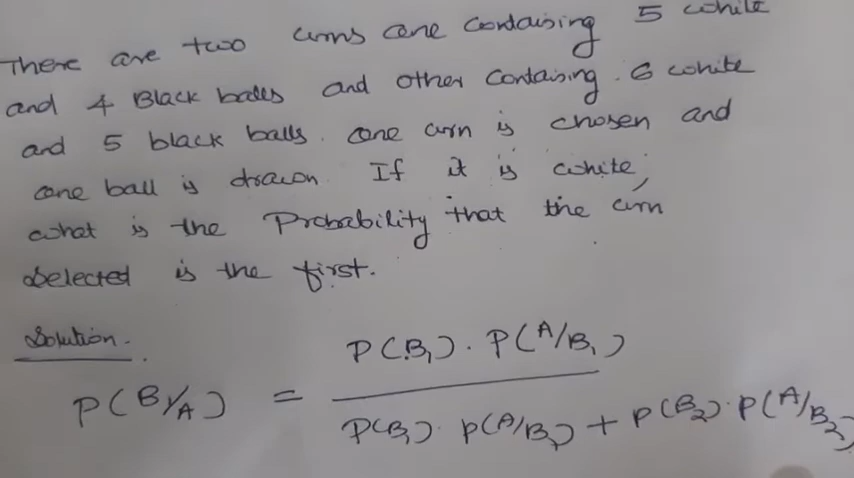 There are two urns one containing 5 white
and 4 Black balls and other containing 6 white
and 5 black balls. one urn is chosen and
one ball is drawn. If it is white,
what is the Probability that the urn
selected is the first.
Solution.
P(B₁/A) = P(B₁) · P(A/B₁)
P(B₁) · P(A/B₁) + P(B₂) · P(A/B₂)